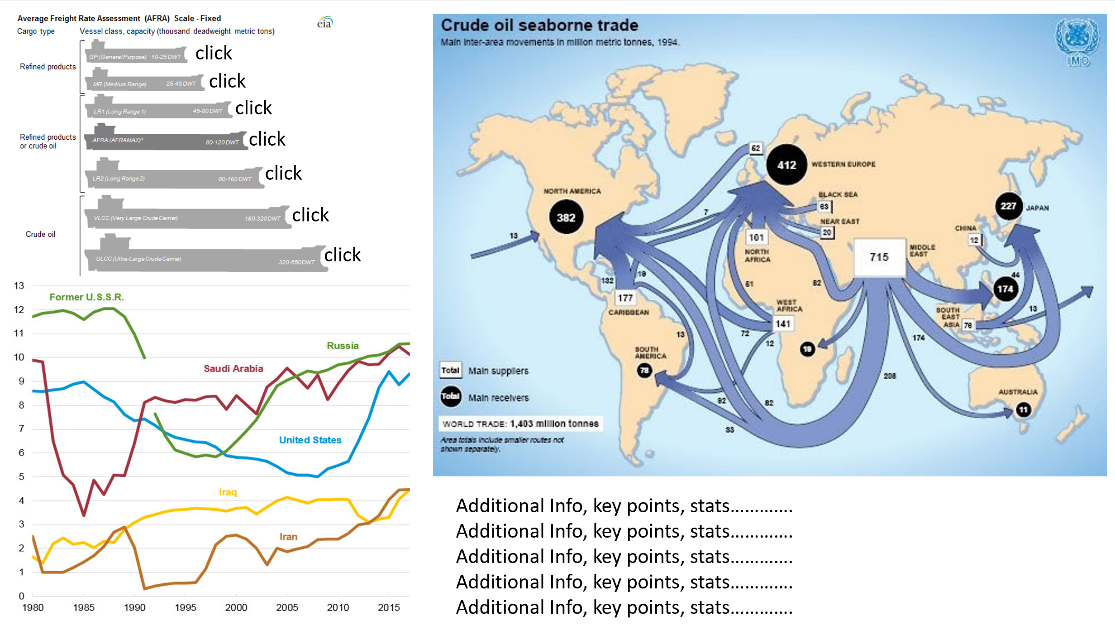 Average Freight Rate Assessment (AFRA) Scale - Fixed
eia
Cargo type
Vessel class, capacity (thousand deadweight metric tons)
Refined products
GP (General Purpose) 10-25 DWT
click
MR (Medium Range) 25-45 DWT
click
Refined products
or crude oil
LR1 (Long Range 1) 45-80 DWT
click
AFRA (AFRAMAX)* 80-120 DWT
click
LR2 (Long Range 2) 80-160 DWT
click
Crude oil
VLCC (Very Large Crude Carrier) 160-320 DWT
click
ULCC (Ultra-Large Crude Carrier) 320-550 DWT
click
13
12
11
10
9
8
7
6
5
4
3
2
1
0
Former U.S.S.R.
Russia
Saudi Arabia
United States
Iraq
Iran
1980 1985 1990 1995 2000 2005 2010 2015
Crude oil seaborne trade
Main inter-area movements in million metric tonnes, 1994.
IMO
62
412
WESTERN EUROPE
NORTH AMERICA
382
BLACK SEA
63
NEAR EAST
20
7
13
101
NORTH
AFRICA
715
MIDDLE
EAST
227
JAPAN
CHINA
12
132
19
177
CARIBBEAN
51
82
WEST
AFRICA
141
72
12
13
44
174
SOUTH
EAST
ASIA
76
13
174
19
SOUTH
AMERICA
78
92
82
33
208
AUSTRALIA
11
Total Main suppliers
Total Main receivers
WORLD TRADE: 1,403 million tonnes
Area totals include smaller routes not
shown separately.
Additional Info, key points, stats.............
Additional Info, key points, stats.............
Additional Info, key points, stats.............
Additional Info, key points, stats.............
Additional Info, key points, stats.............